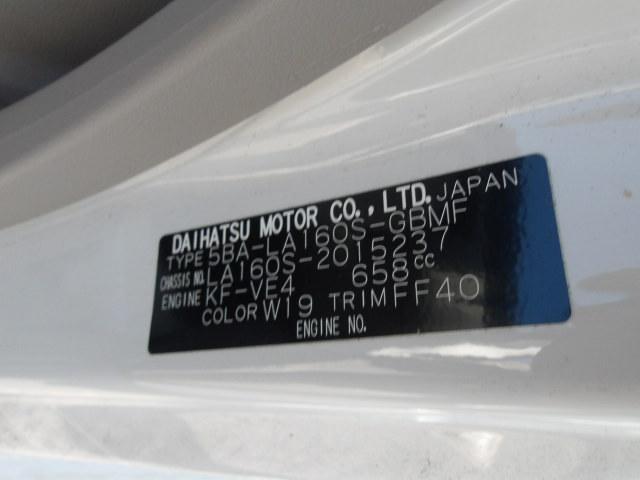 DAIHATSU MOTOR CO., LTD. JAPAN
TYPE 5BA-LA160S-GBMF
CHASSIS NO. LA160S-2015237
ENGINE KF-VE4 658cc
COLOR W19 TRIM FF40
ENGINE NO.